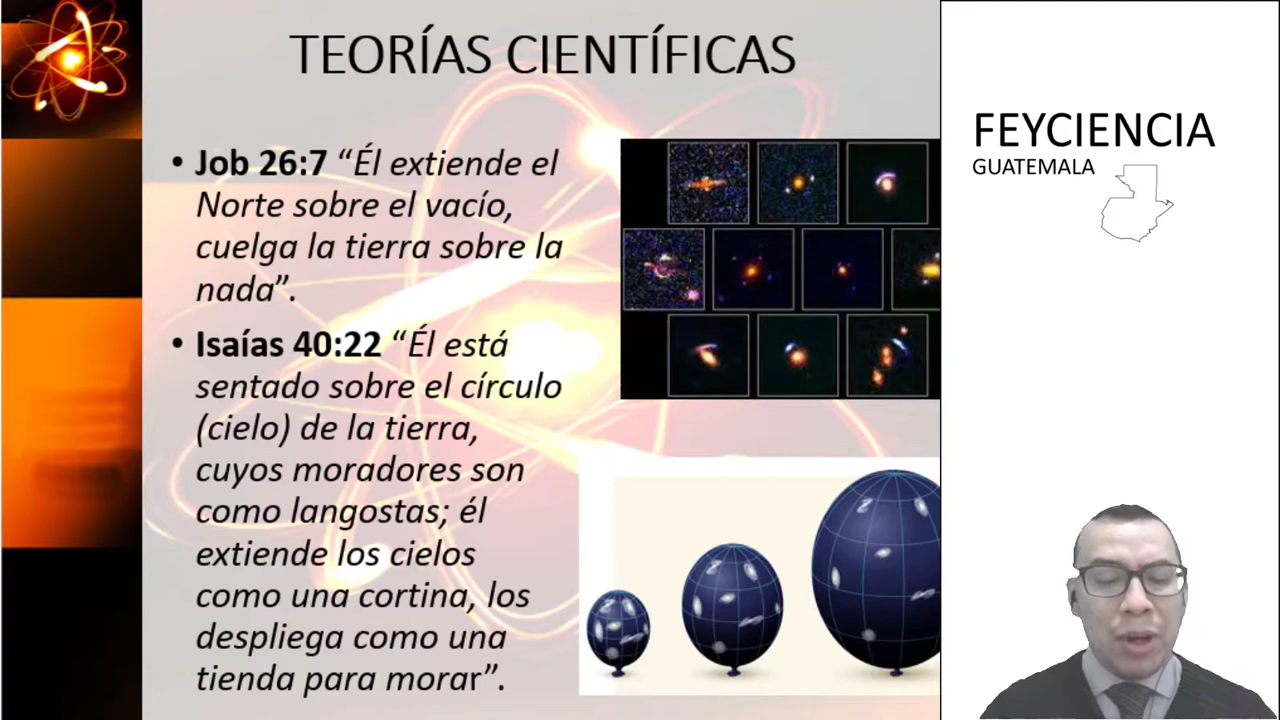 TEORÍAS CIENTÍFICAS
• Job 26:7 “Él extiende el
Norte sobre el vacío,
cuelga la tierra sobre la
nada”.
• Isaías 40:22 “Él está
sentado sobre el círculo
(cielo) de la tierra,
cuyos moradores son
como langostas; él
extiende los cielos
como una cortina, los
despliega como una
tienda para morar”.
FEYCIENCIA
GUATEMALA